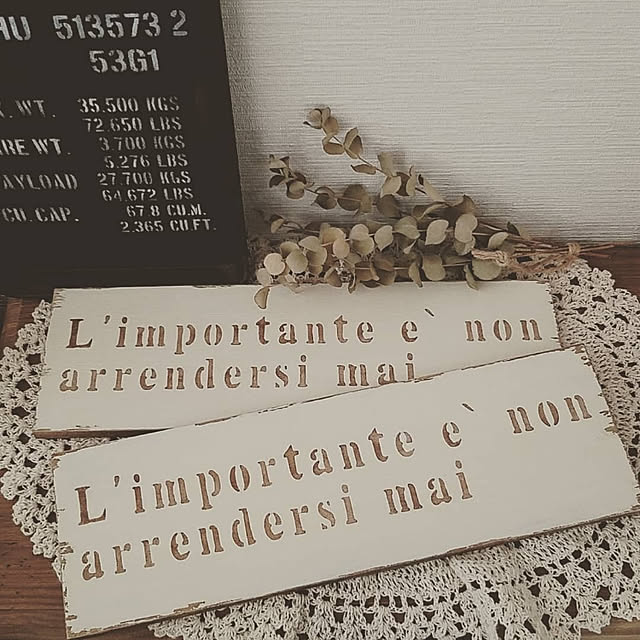 AU 513573 2
53G1
. WT. 35.500 KGS
72.650 LBS
ARE WT. 3.700 KGS
5.276 LBS
AYLOAD 27.700 KGS
64.672 LBS
CU. CAP. 67.8 CU.M.
2.365 CU.FT.
L'importante e` non
arrendersi mai
L'importante e` non
arrendersi mai